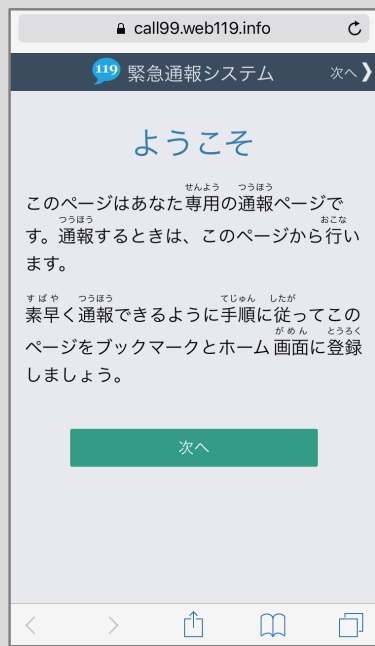 call99.web119.info
119 緊急通報システム 次へ❯
ようこそ
せんよう つうほう
このページはあなた専用の通報ページで
つうほう おこな
す。通報するときは、このページから行い
ます。
すばや つうほう てじゅん したが
素早く通報できるように手順に従ってこの
がめん とうろく
ページをブックマークとホーム画面に登録
しましょう。
次へ